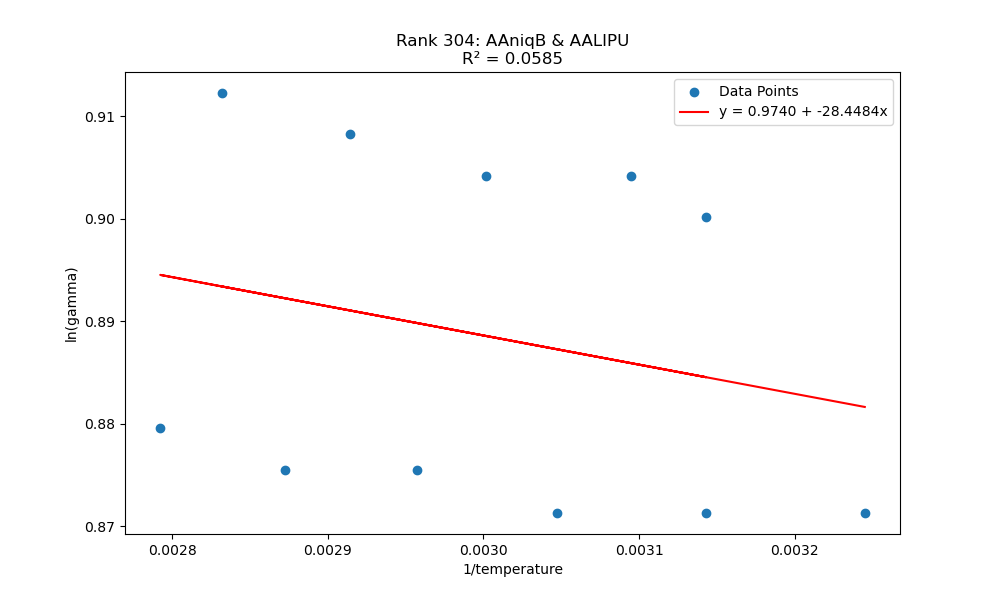 Rank 304: AAniqB & AALIPU
R² = 0.0585
Data Points
y = 0.9740 + -28.4484x
0.91
0.90
0.89
0.88
0.87
ln(gamma)
0.0028 0.0029 0.0030 0.0031 0.0032
1/temperature